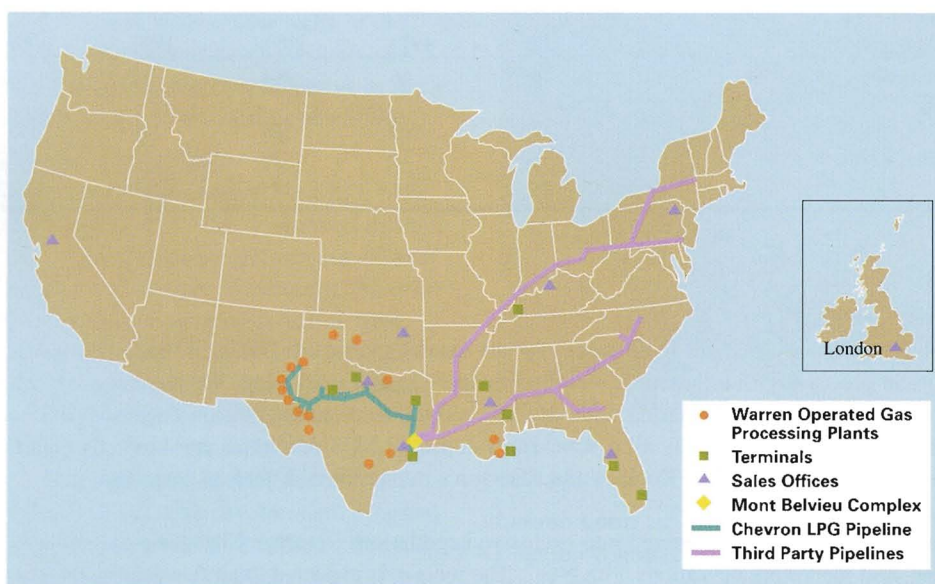 London
Warren Operated Gas
Processing Plants
Terminals
Sales Offices
Mont Belvieu Complex
Chevron LPG Pipeline
Third Party Pipelines